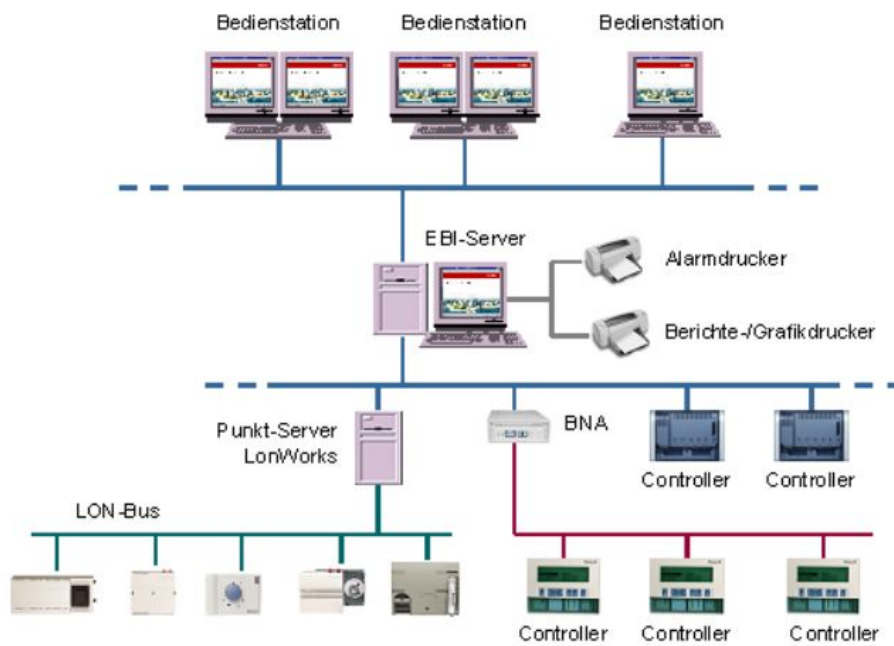 Bedienstation
Bedienstation
Bedienstation
EBI-Server
Alarmdrucker
Berichte-/Grafikdrucker
Punkt-Server
LonWorks
BNA
Controller
Controller
LON-Bus
Controller
Controller
Controller